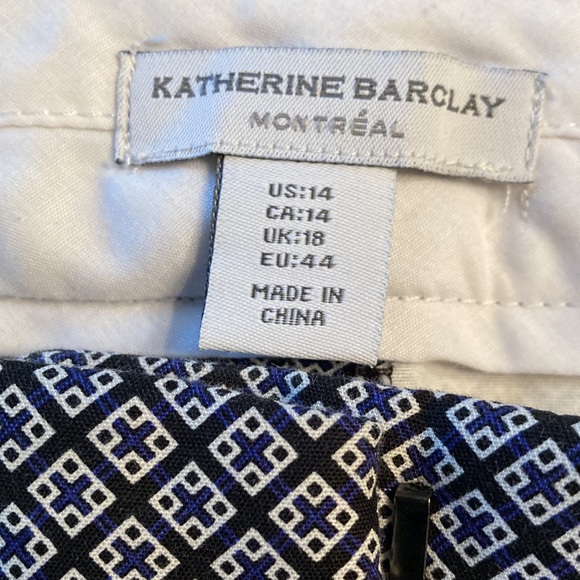 KATHERINE BARCLAY
MONTRÉAL
US:14
CA:14
UK:18
EU:44
MADE IN
CHINA